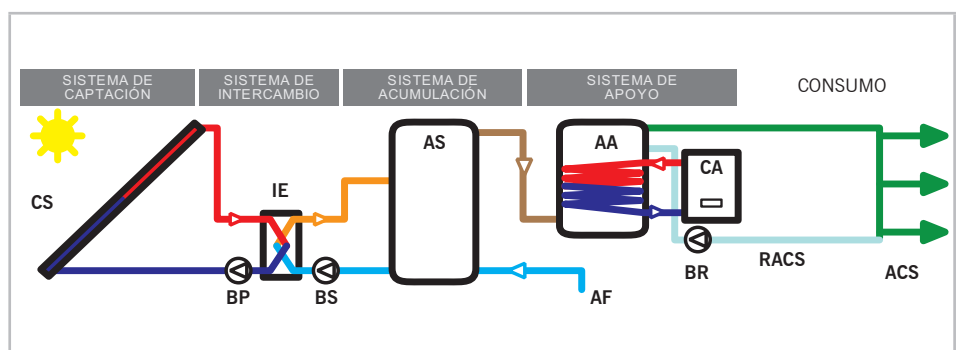 SISTEMA DE
CAPTACIÓN
SISTEMA DE
INTERCAMBIO
SISTEMA DE
ACUMULACIÓN
SISTEMA DE
APOYO
CONSUMO
CS
IE
AS
AA
CA
BP
BS
AF
BR
RACS
ACS